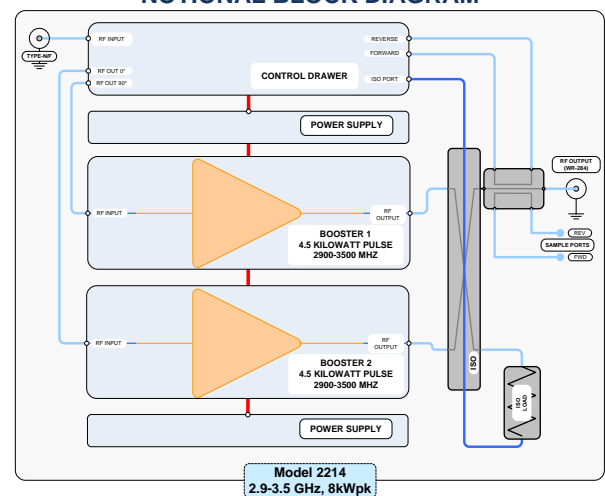 NOTIONAL BLOCK DIAGRAM
TYPE-N/F
RF INPUT
RF OUT 0°
RF OUT 90°
CONTROL DRAWER
REVERSE
FORWARD
ISO PORT
POWER SUPPLY
RF INPUT
RF
OUTPUT
BOOSTER 1
4.5 KILOWATT PULSE
2900-3500 MHZ
RF OUTPUT
(WR-284)
REV
SAMPLE PORTS
FWD
RF INPUT
RF
OUTPUT
BOOSTER 2
4.5 KILOWATT PULSE
2900-3500 MHZ
ISO
ISO
LOAD
POWER SUPPLY
Model 2214
2.9-3.5 GHz, 8kWpk